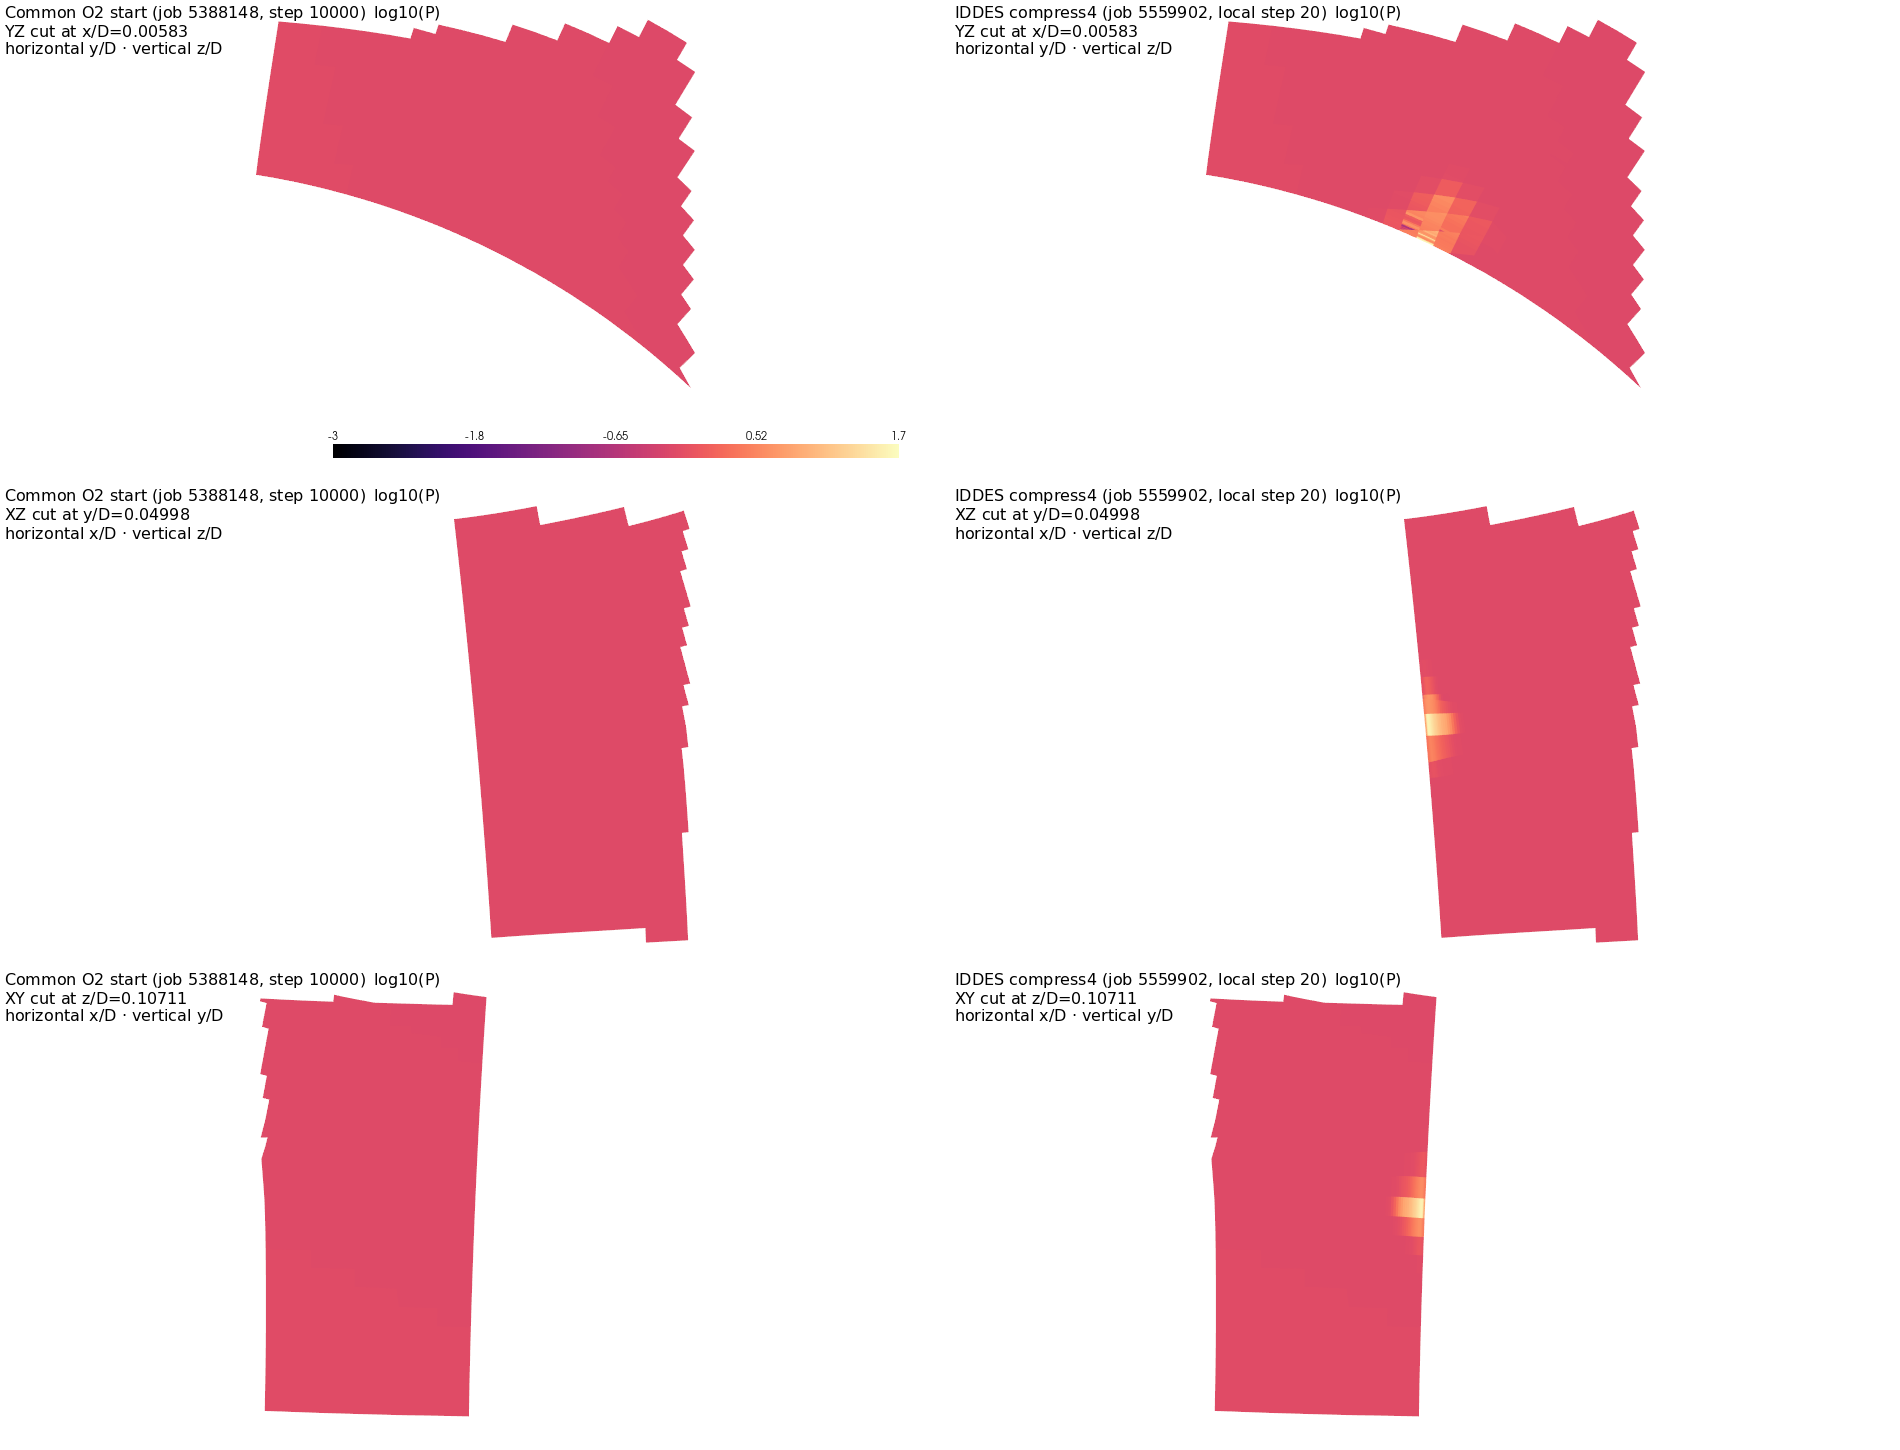 Common O2 start (job 5388148, step 10000) log10(P)
YZ cut at x/D=0.00583
horizontal y/D · vertical z/D
IDDES compress4 (job 5559902, local step 20) log10(P)
YZ cut at x/D=0.00583
horizontal y/D · vertical z/D
-3 -1.8 -0.65 0.52 1.7
Common O2 start (job 5388148, step 10000) log10(P)
XZ cut at y/D=0.04998
horizontal x/D · vertical z/D
IDDES compress4 (job 5559902, local step 20) log10(P)
XZ cut at y/D=0.04998
horizontal x/D · vertical z/D
Common O2 start (job 5388148, step 10000) log10(P)
XY cut at z/D=0.10711
horizontal x/D · vertical y/D
IDDES compress4 (job 5559902, local step 20) log10(P)
XY cut at z/D=0.10711
horizontal x/D · vertical y/D